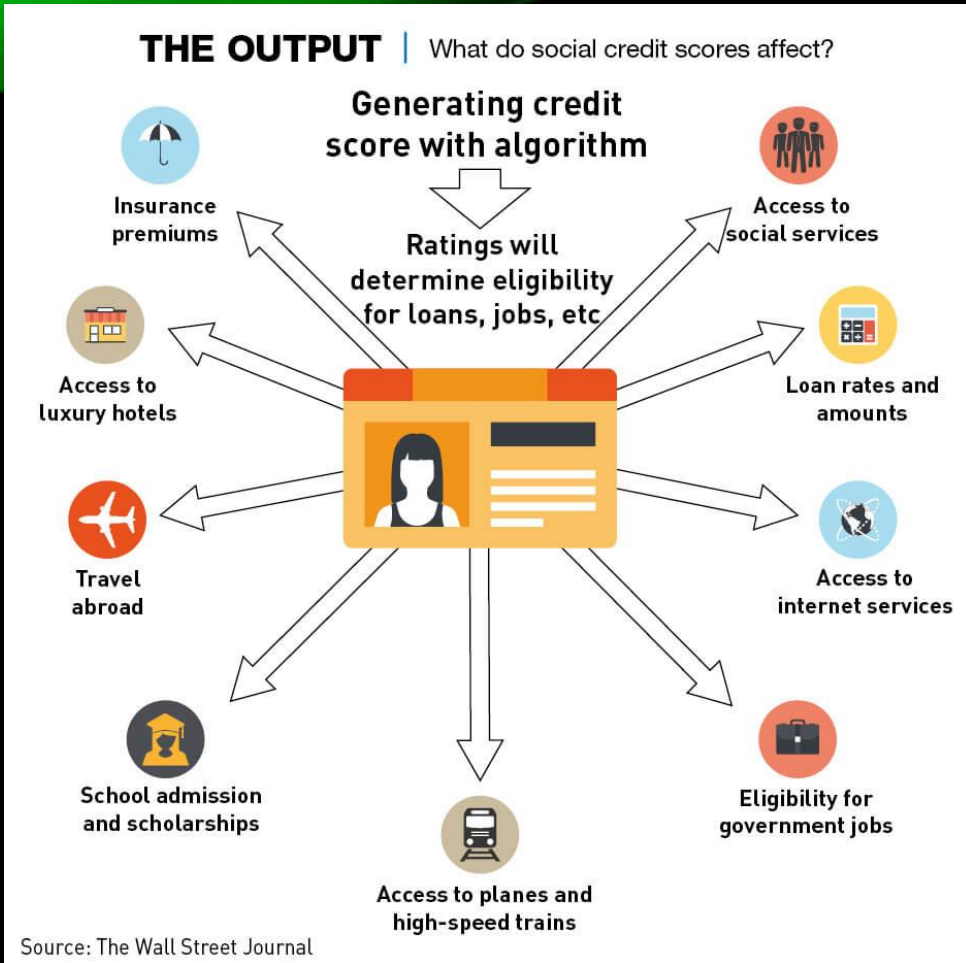 THE OUTPUT | What do social credit scores affect?
Generating credit
score with algorithm
Ratings will
determine eligibility
for loans, jobs, etc
Insurance
premiums
Access to
social services
Access to
luxury hotels
Loan rates and
amounts
Travel
abroad
Access to
internet services
School admission
and scholarships
Eligibility for
government jobs
Access to planes and
high-speed trains
Source: The Wall Street Journal